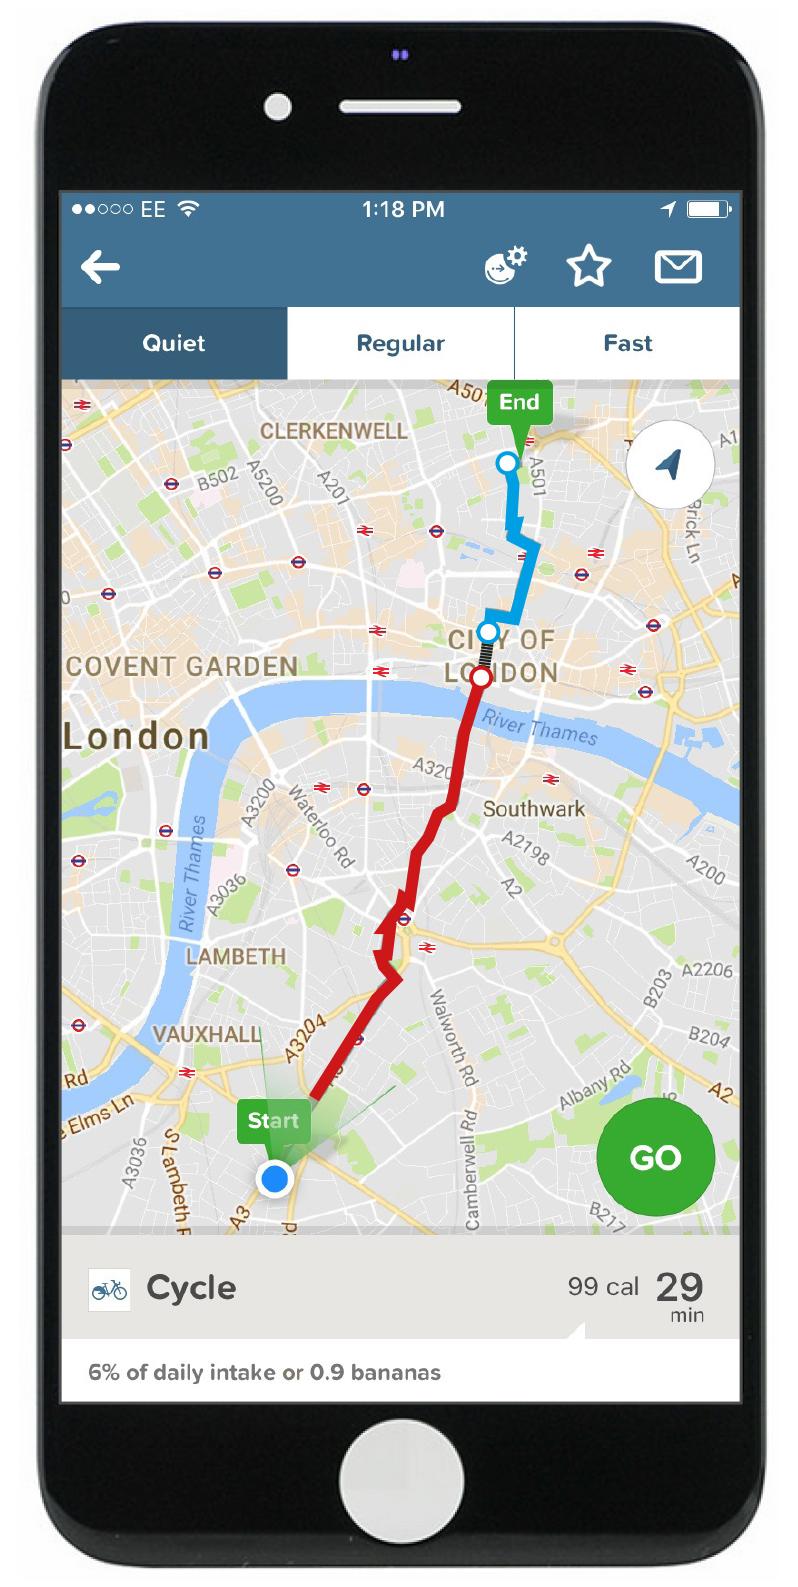 EE
1:18 PM
Quiet
Regular
Fast
A501
End
CLERKENWELL
A1
B502
A5200
A201
A501
Brick Ln
CITY OF
LONDON
COVENT GARDEN
London
River Thames
A320
A3200
Waterloo Rd
Southwark
A2198
A200
A2
River Thames
A3036
LAMBETH
A2206
B203
VAUXHALL
A3204
Walworth Rd
B204
Rd
Albany Rd
A2
e Elms Ln
Start
GO
A3036
S Lambeth R
Camberwell Rd
A3
B217
Cycle
99 cal
29
min
6% of daily intake or 0.9 bananas